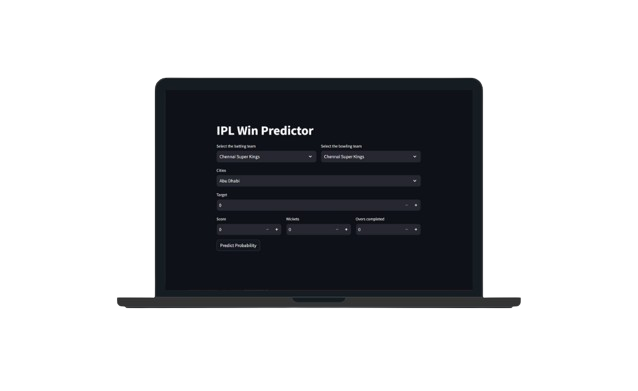 IPL Win Predictor
Select the batting team Select the bowling team
Chennai Super Kings Chennai Super Kings
Cities
Abu Dhabi
Target
0
Score Wickets Overs completed
0 0 0
Predict Probability